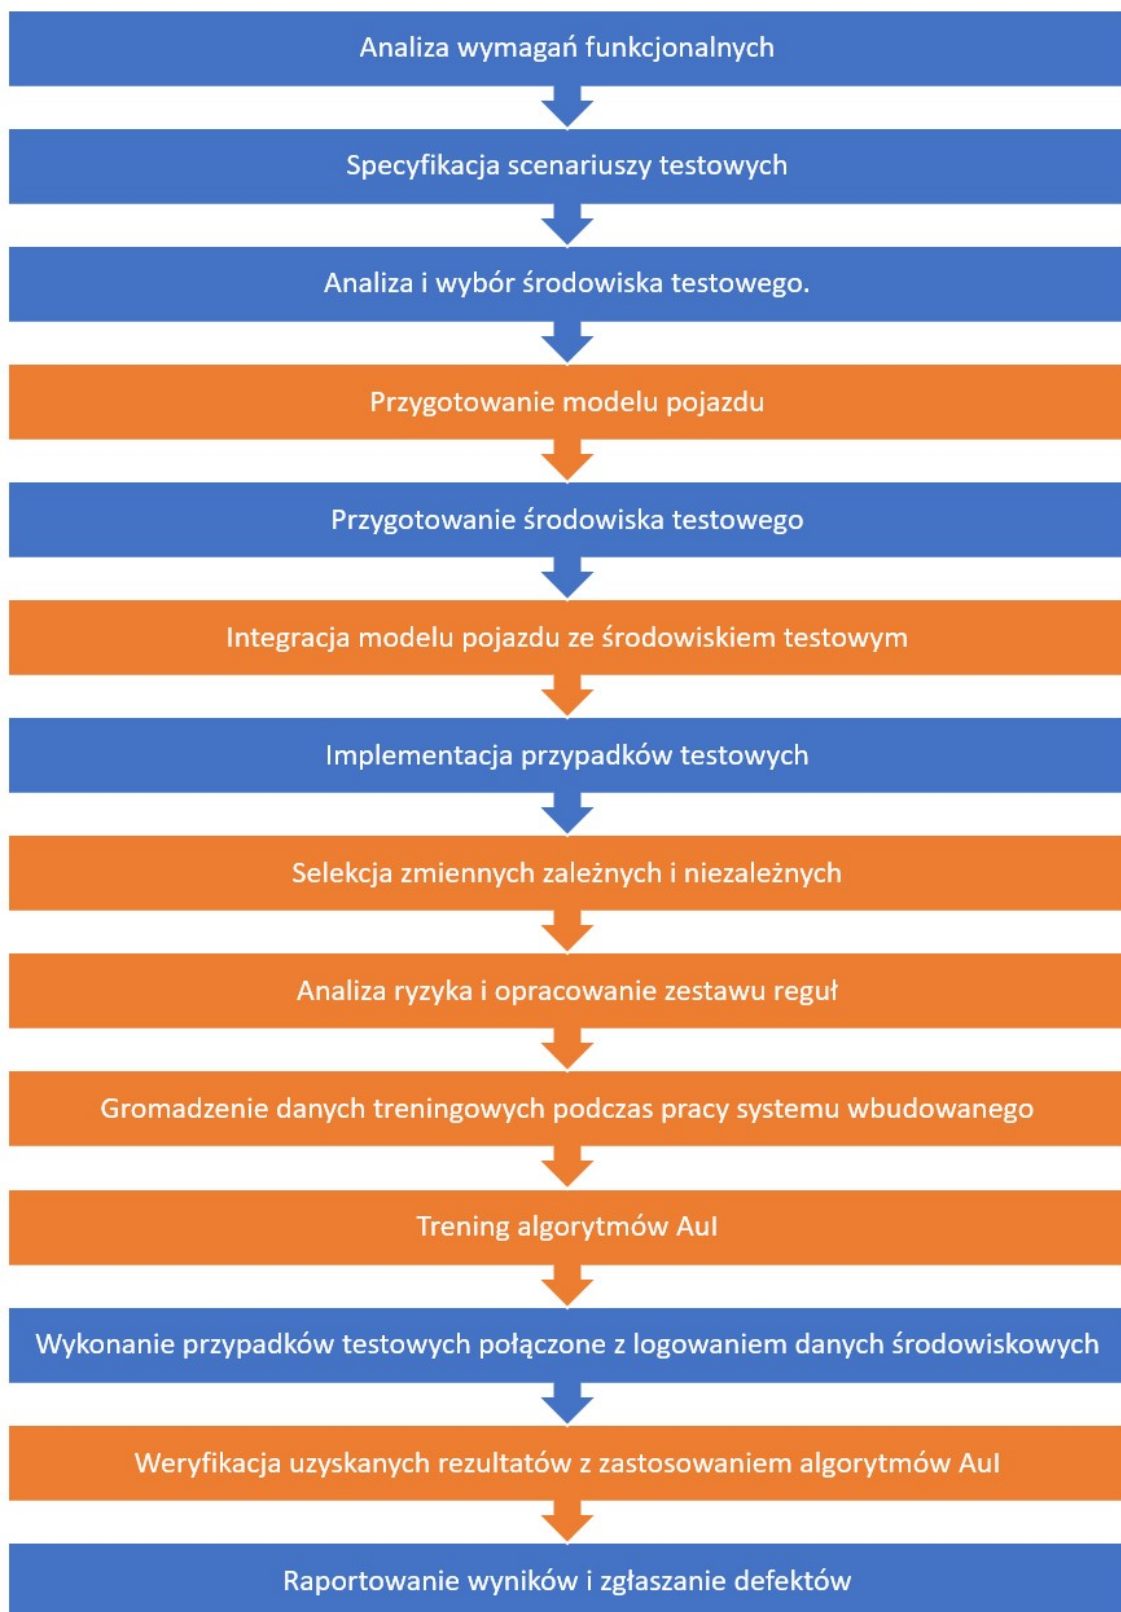 Analiza wymagań funkcjonalnych
Specyfikacja scenariuszy testowych
Analiza i wybór środowiska testowego.
Przygotowanie modelu pojazdu
Przygotowanie środowiska testowego
Integracja modelu pojazdu ze środowiskiem testowym
Implementacja przypadków testowych
Selekcja zmiennych zależnych i niezależnych
Analiza ryzyka i opracowanie zestawu reguł
Gromadzenie danych treningowych podczas pracy systemu wbudowanego
Trening algorytmów AuI
Wykonanie przypadków testowych połączone z logowaniem danych środowiskowych
Weryfikacja uzyskanych rezultatów z zastosowaniem algorytmów AuI
Raportowanie wyników i zgłaszanie defektów